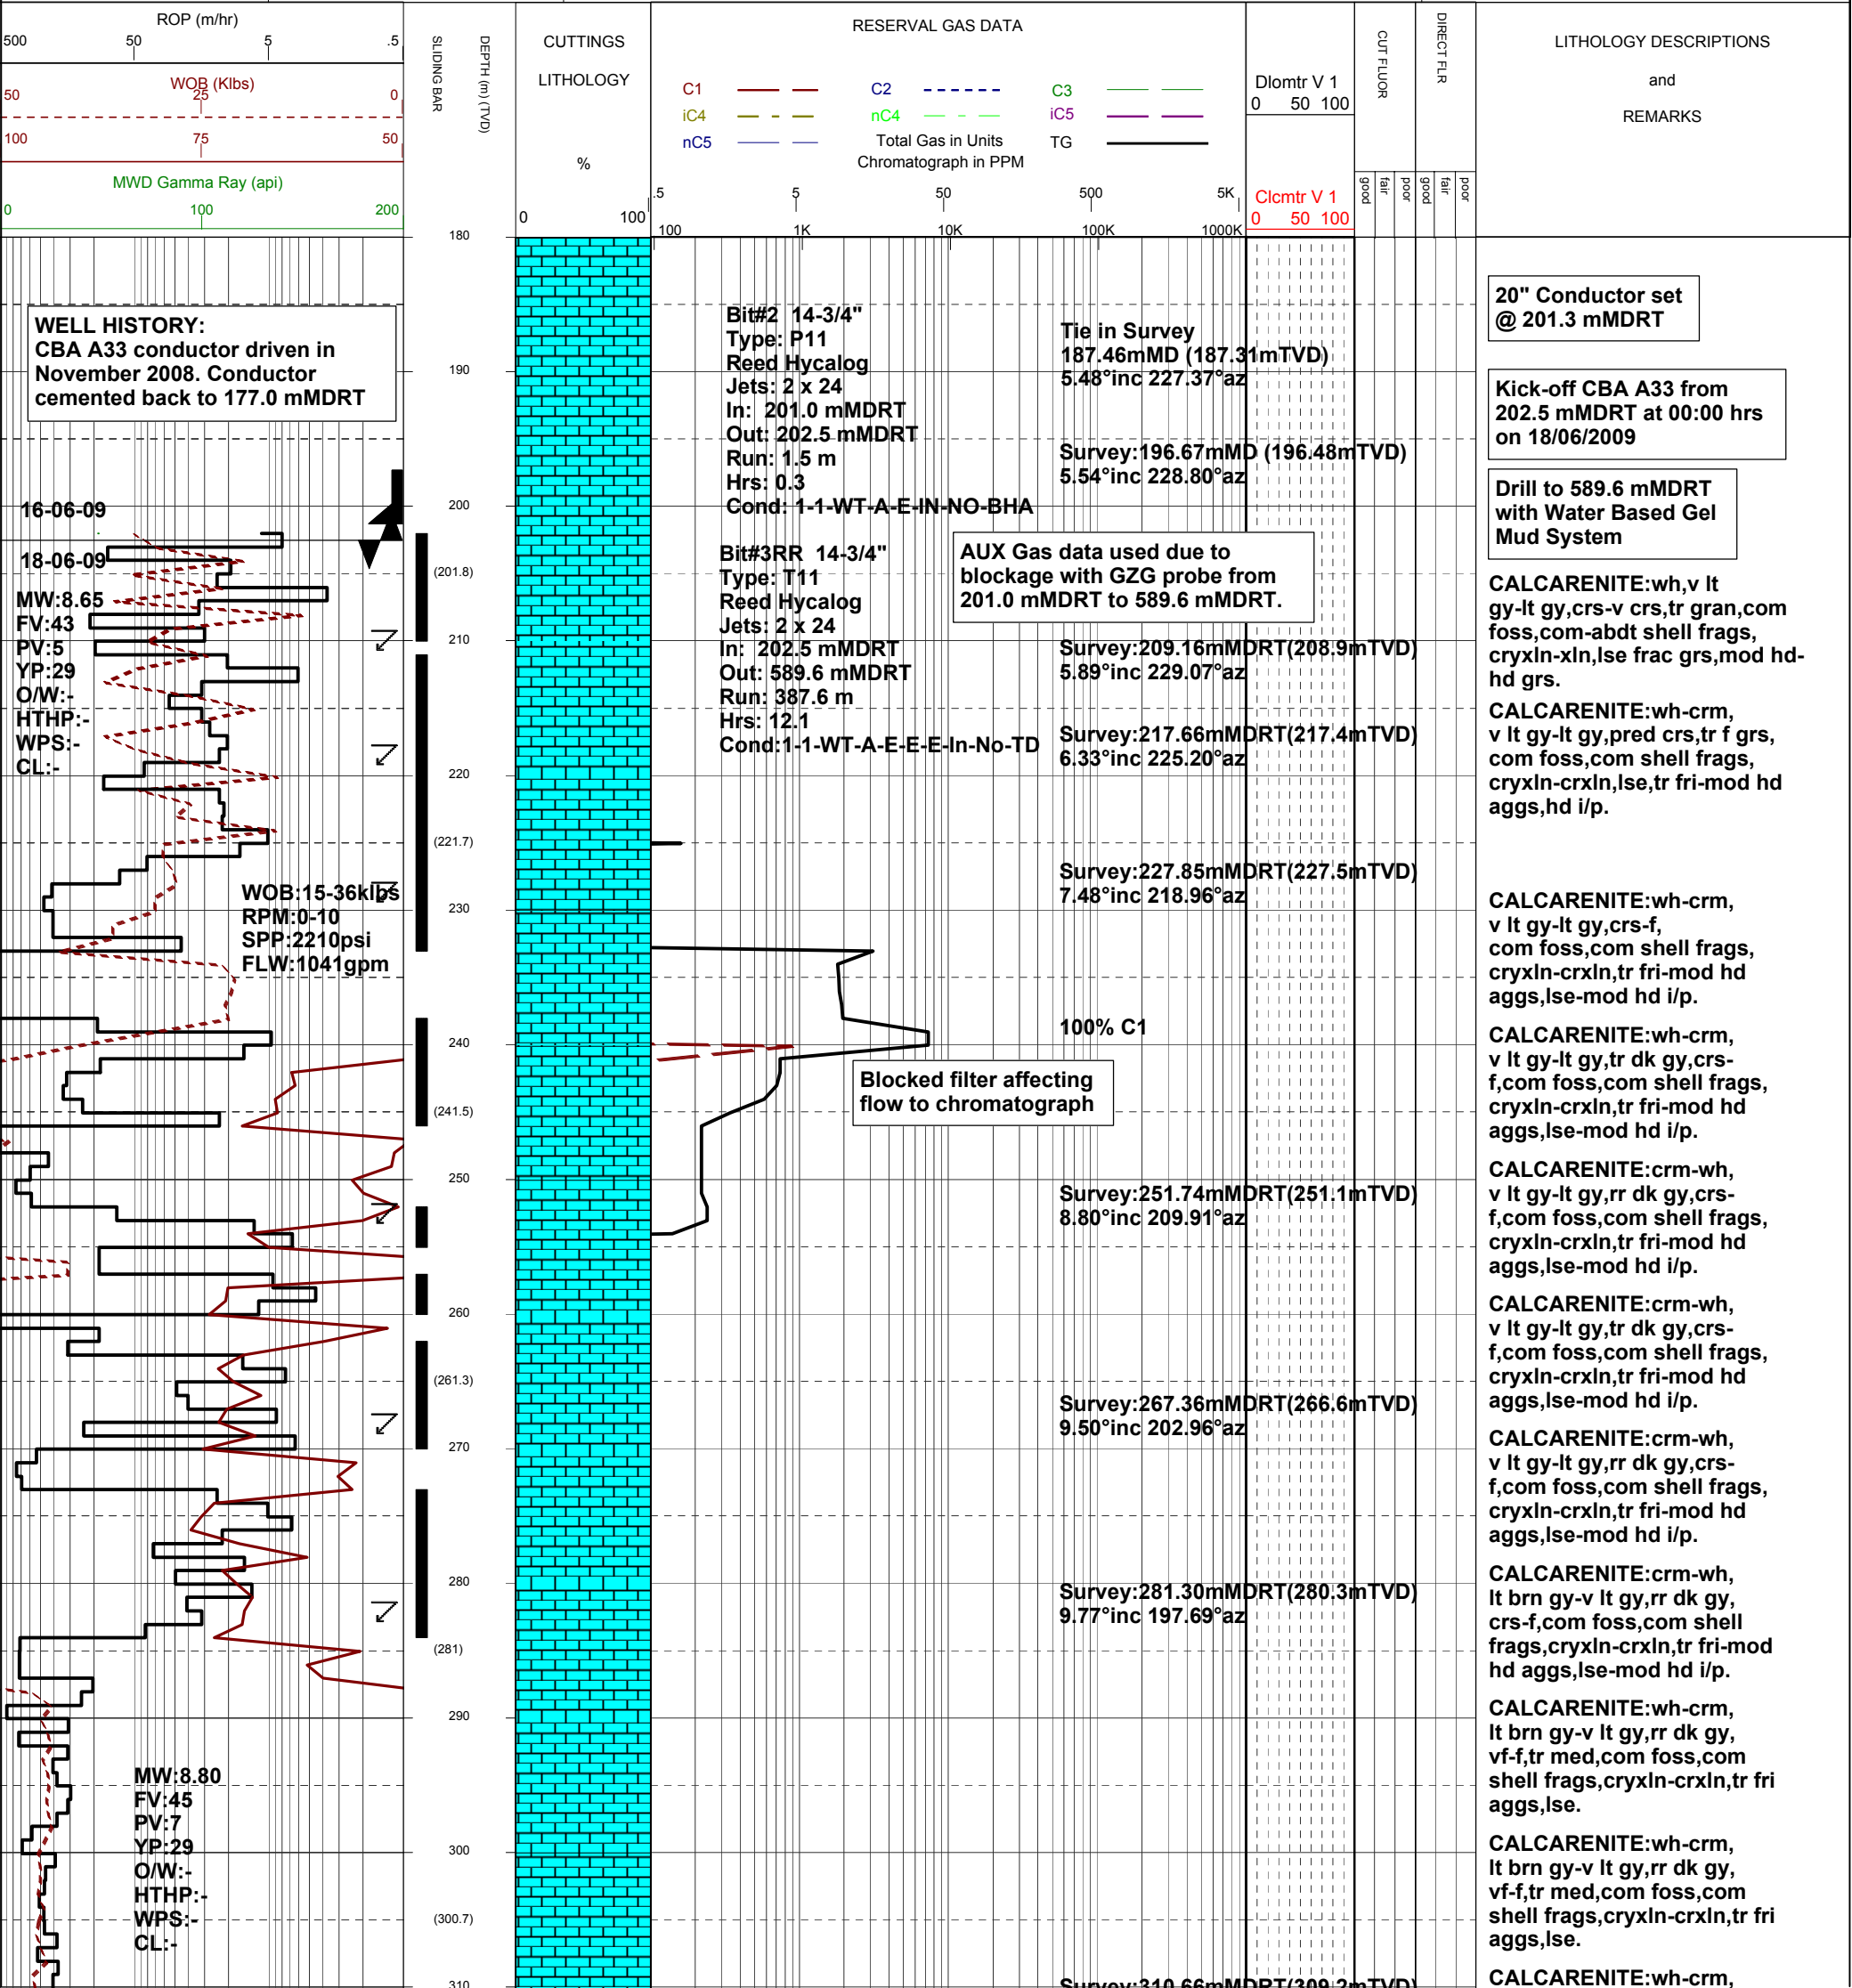 ROP (m/hr)
500 50 5 .5
WOB (Klbs)
50 25 0
100 75 50
MWD Gamma Ray (api)
0 100 200
SLIDING BAR
DEPTH (m) (TVD)
CUTTINGS
LITHOLOGY
%
0 100
RESERVAL GAS DATA
C1 C2 C3
iC4 nC4 iC5
nC5 Total Gas in Units TG
Chromatograph in PPM
.5 5 50 500 5K
100 1K 10K 100K 1000K
Dlomtr V 1
0 50 100
Clcmtr V 1
0 50 100
CUT FLUOR
DIRECT FLR
good fair poor good fair poor
LITHOLOGY DESCRIPTIONS
and
REMARKS
WELL HISTORY:
CBA A33 conductor driven in
November 2008. Conductor
cemented back to 177.0 mMDRT
16-06-09
18-06-09
MW:8.65
FV:43
PV:5
YP:29
O/W:-
HTHP:-
WPS:-
CL:-
WOB:15-36klbs
RPM:0-10
SPP:2210psi
FLW:1041gpm
MW:8.80
FV:45
PV:7
YP:29
O/W:-
HTHP:-
WPS:-
CL:-
180
190
200
(201.8)
210
220
(221.7)
230
240
(241.5)
250
260
(261.3)
270
280
(281)
290
300
(300.7)
310
Bit#2 14-3/4"
Type: P11
Reed Hycalog
Jets: 2 x 24
In: 201.0 mMDRT
Out: 202.5 mMDRT
Run: 1.5 m
Hrs: 0.3
Cond: 1-1-WT-A-E-IN-NO-BHA
Bit#3RR 14-3/4"
Type: T11
Reed Hycalog
Jets: 2 x 24
In: 202.5 mMDRT
Out: 589.6 mMDRT
Run: 387.6 m
Hrs: 12.1
Cond:1-1-WT-A-E-E-E-In-No-TD
Tie in Survey
187.46mMD (187.31mTVD)
5.48°inc 227.37°az
Survey:196.67mMD (196.48mTVD)
5.54°inc 228.80°az
AUX Gas data used due to
blockage with GZG probe from
201.0 mMDRT to 589.6 mMDRT.
Survey:209.16mMDRT(208.9mTVD)
5.89°inc 229.07°az
Survey:217.66mMDRT(217.4mTVD)
6.33°inc 225.20°az
Survey:227.85mMDRT(227.5mTVD)
7.48°inc 218.96°az
100% C1
Blocked filter affecting
flow to chromatograph
Survey:251.74mMDRT(251.1mTVD)
8.80°inc 209.91°az
Survey:267.36mMDRT(266.6mTVD)
9.50°inc 202.96°az
Survey:281.30mMDRT(280.3mTVD)
9.77°inc 197.69°az
Survey:310.66mMDRT(309.2mTVD)
20" Conductor set
@ 201.3 mMDRT
Kick-off CBA A33 from
202.5 mMDRT at 00:00 hrs
on 18/06/2009
Drill to 589.6 mMDRT
with Water Based Gel
Mud System
CALCARENITE:wh,v lt
gy-lt gy,crs-v crs,tr gran,com
foss,com-abdt shell frags,
cryxln-xln,lse frac grs,mod hd-
hd grs.
CALCARENITE:wh-crm,
v lt gy-lt gy,pred crs,tr f grs,
com foss,com shell frags,
cryxln-crxln,lse,tr fri-mod hd
aggs,hd i/p.
CALCARENITE:wh-crm,
v lt gy-lt gy,crs-f,
com foss,com shell frags,
cryxln-crxln,tr fri-mod hd
aggs,lse-mod hd i/p.
CALCARENITE:wh-crm,
v lt gy-lt gy,tr dk gy,crs-
f,com foss,com shell frags,
cryxln-crxln,tr fri-mod hd
aggs,lse-mod hd i/p.
CALCARENITE:crm-wh,
v lt gy-lt gy,rr dk gy,crs-
f,com foss,com shell frags,
cryxln-crxln,tr fri-mod hd
aggs,lse-mod hd i/p.
CALCARENITE:crm-wh,
v lt gy-lt gy,tr dk gy,crs-
f,com foss,com shell frags,
cryxln-crxln,tr fri-mod hd
aggs,lse-mod hd i/p.
CALCARENITE:crm-wh,
v lt gy-lt gy,rr dk gy,crs-
f,com foss,com shell frags,
cryxln-crxln,tr fri-mod hd
aggs,lse-mod hd i/p.
CALCARENITE:crm-wh,
lt brn gy-v lt gy,rr dk gy,
crs-f,com foss,com shell
frags,cryxln-crxln,tr fri-mod
hd aggs,lse-mod hd i/p.
CALCARENITE:wh-crm,
lt brn gy-v lt gy,rr dk gy,
vf-f,tr med,com foss,com
shell frags,cryxln-crxln,tr fri
aggs,lse.
CALCARENITE:wh-crm,
lt brn gy-v lt gy,rr dk gy,
vf-f,tr med,com foss,com
shell frags,cryxln-crxln,tr fri
aggs,lse.
CALCARENITE:wh-crm,